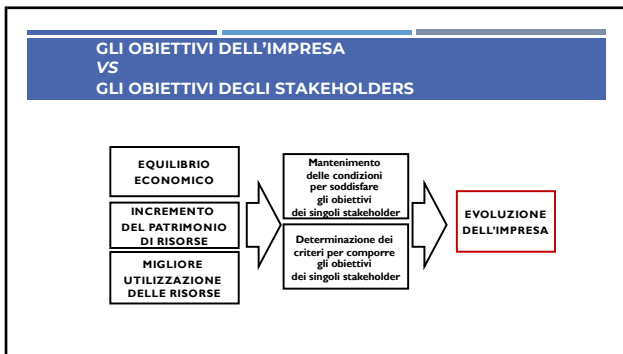 GLI OBIETTIVI DELL'IMPRESA
VS
GLI OBIETTIVI DEGLI STAKEHOLDERS
EQUILIBRIO
ECONOMICO
INCREMENTO
DEL PATRIMONIO
DI RISORSE
MIGLIORE
UTILIZZAZIONE
DELLE RISORSE
Mantenimento
delle condizioni
per soddisfare
gli obiettivi
dei singoli stakeholder
Determinazione dei
criteri per comporre
gli obiettivi
dei singoli stakeholder
EVOLUZIONE
DELL'IMPRESA